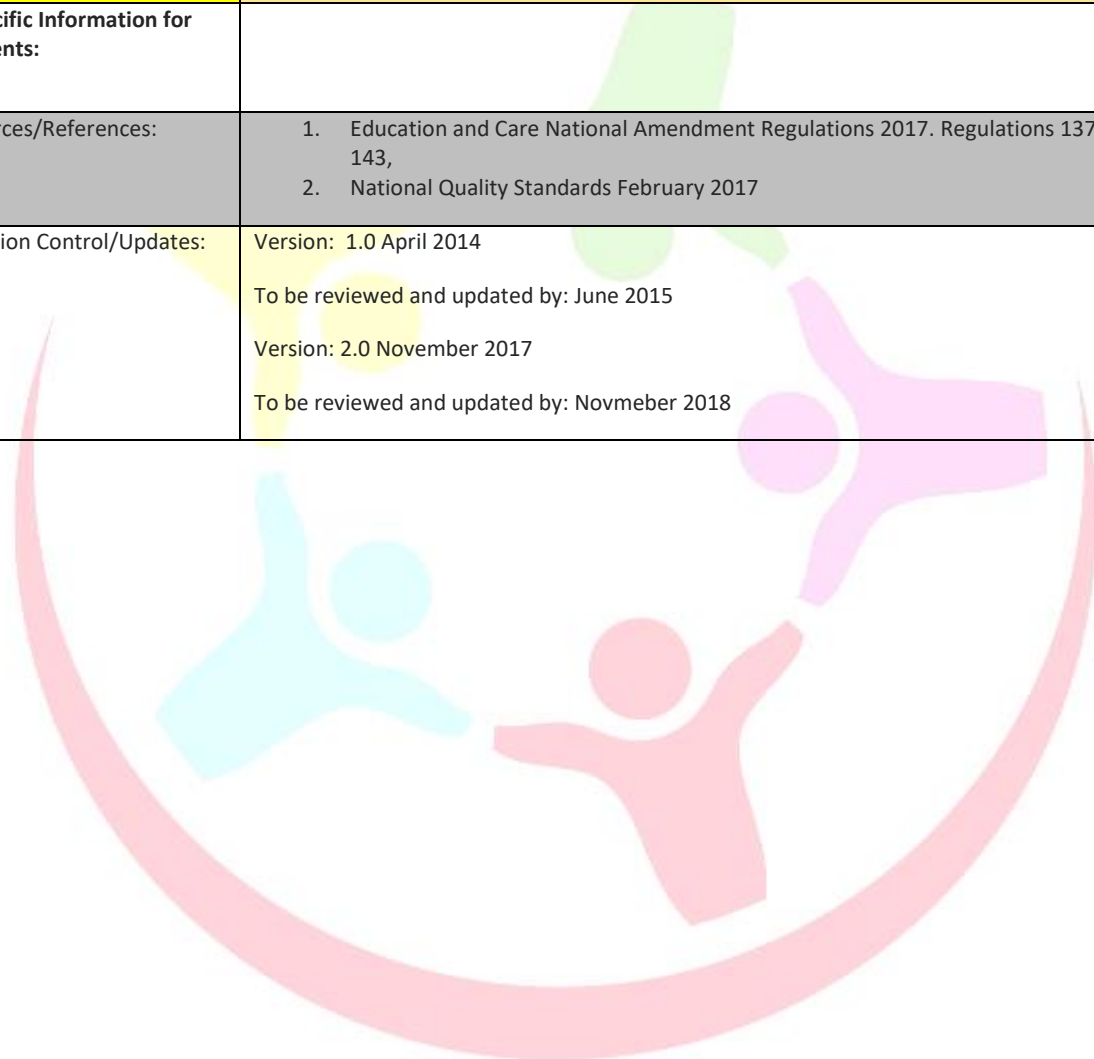 cific Information for
ents:
rces/References:
1. Education and Care National Amendment Regulations 2017. Regulations 137
143,
2. National Quality Standards February 2017
ion Control/Updates:
Version: 1.0 April 2014
To be reviewed and updated by: June 2015
Version: 2.0 November 2017
To be reviewed and updated by: Novmeber 2018